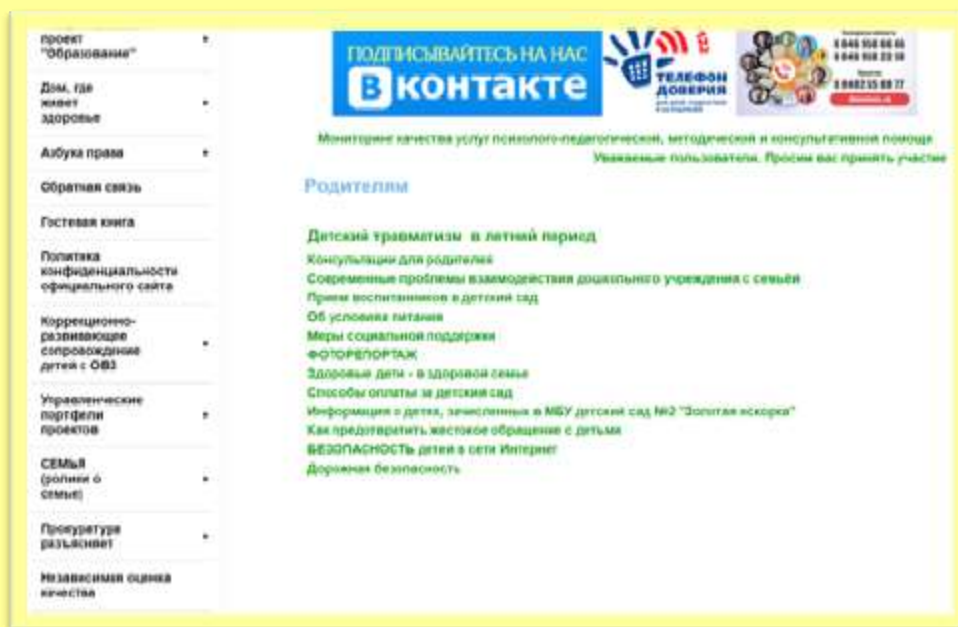 проект
"Образование"
Дом, где
живет
здоровье
Азбука права
Обратная связь
Гостевая книга
Политика
конфиденциальности
официального сайта
Коррекционно-
развивающее
сопровождение
детей с ОВЗ
Управленческие
портфели
проектов
СЕМЬЯ
(ролики о
семье)
Прокуратура
разъясняет
Независимая оценка
качества
ПОДПИСЫВАЙТЕСЬ НА НАС
Вконтакте
ТЕЛЕФОН
ДОВЕРИЯ
Мониторинг качества услуг психолого-педагогической, методической и консультативной помощи
Уважаемые пользователи. Просим вас принять участие
Родителям
Детский травматизм в летний период
Консультации для родителей
Современные проблемы взаимодействия дошкольного учреждения с семьёй
Прием воспитанников в детский сад
Об условиях питания
Меры социальной поддержки
ФОТОРЕПОРТАЖ
Здоровые дети - в здоровой семье
Способы оплаты за детский сад
Информация о детях, зачисленных в МБУ детский сад №2 "Золотая искорка"
Как предотвратить жестокое обращение с детьми
БЕЗОПАСНОСТЬ детей в сети Интернет
Дорожная безопасность